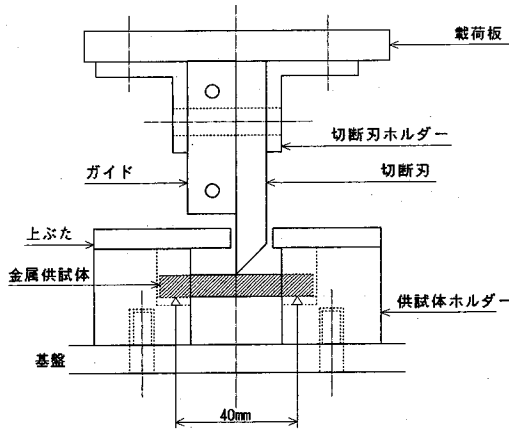 載荷板
切断刃ホルダー
ガイド
切断刃
上ぶた
金属供試体
供試体ホルダー
基盤
40mm